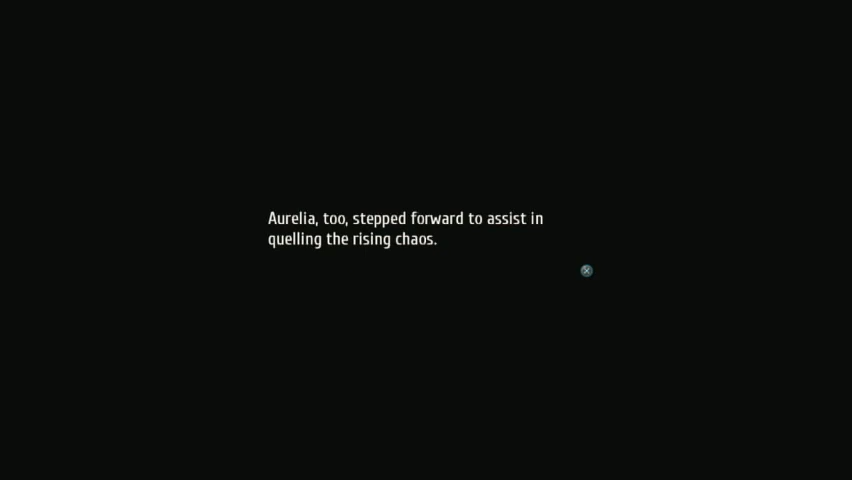 Aurelia, too, stepped forward to assist in
quelling the rising chaos.